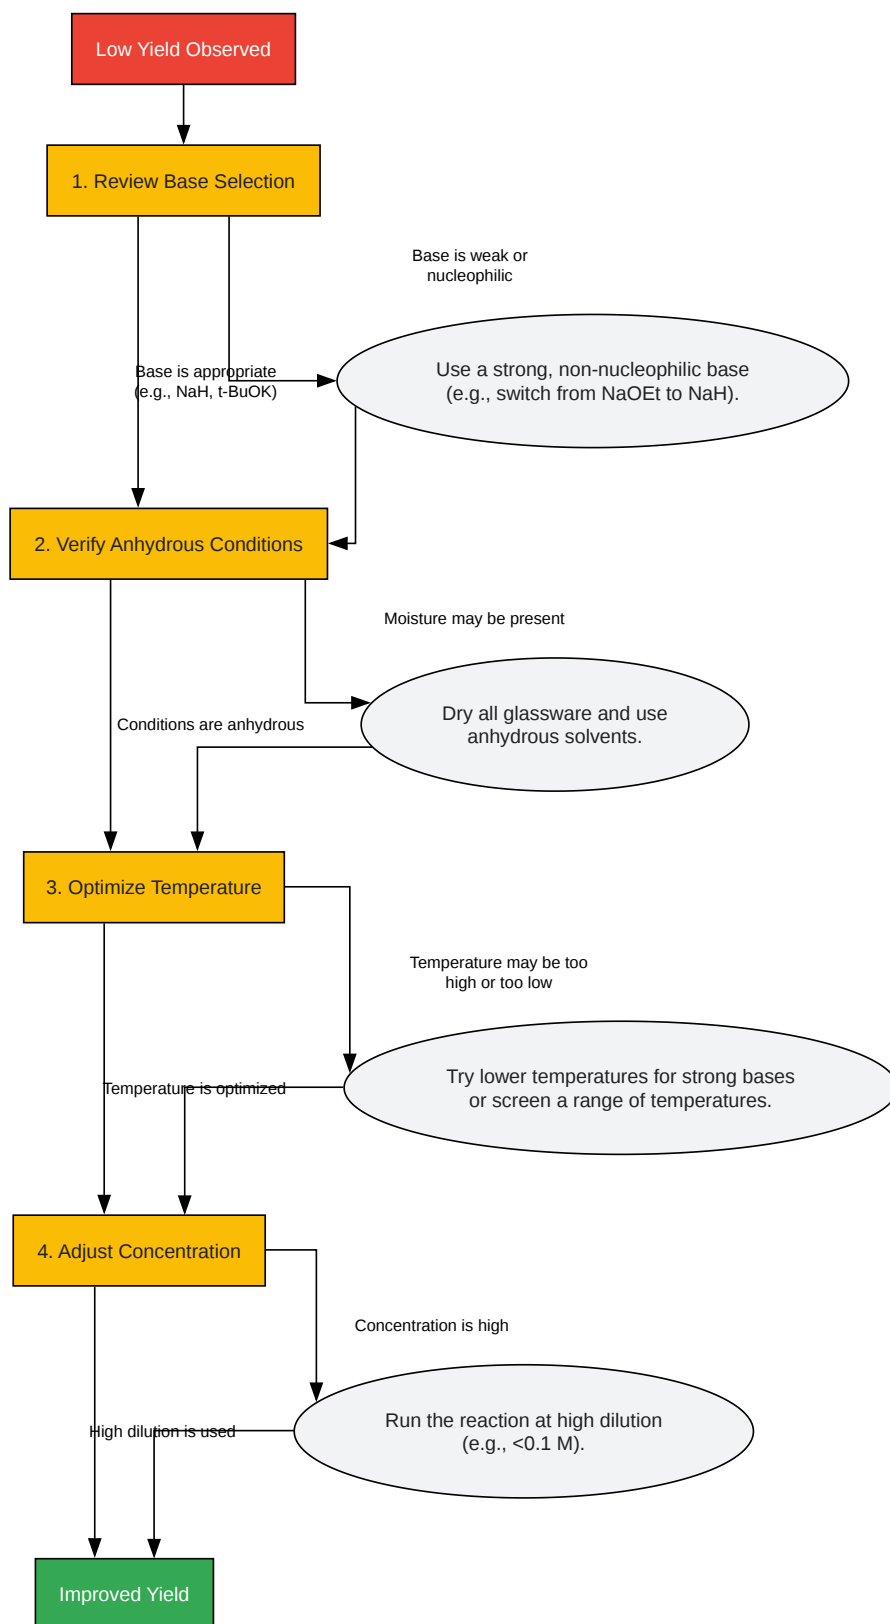 Low Yield Observed
1. Review Base Selection
Base is weak or
nucleophilic
Base is appropriate
(e.g., NaH, t-BuOK)
Use a strong, non-nucleophilic base
(e.g., switch from NaOEt to NaH).
2. Verify Anhydrous Conditions
Moisture may be present
Conditions are anhydrous
Dry all glassware and use
anhydrous solvents.
3. Optimize Temperature
Temperature may be too
high or too low
Temperature is optimized
Try lower temperatures for strong bases
or screen a range of temperatures.
4. Adjust Concentration
Concentration is high
High dilution is used
Run the reaction at high dilution
(e.g., <0.1 M).
Improved Yield